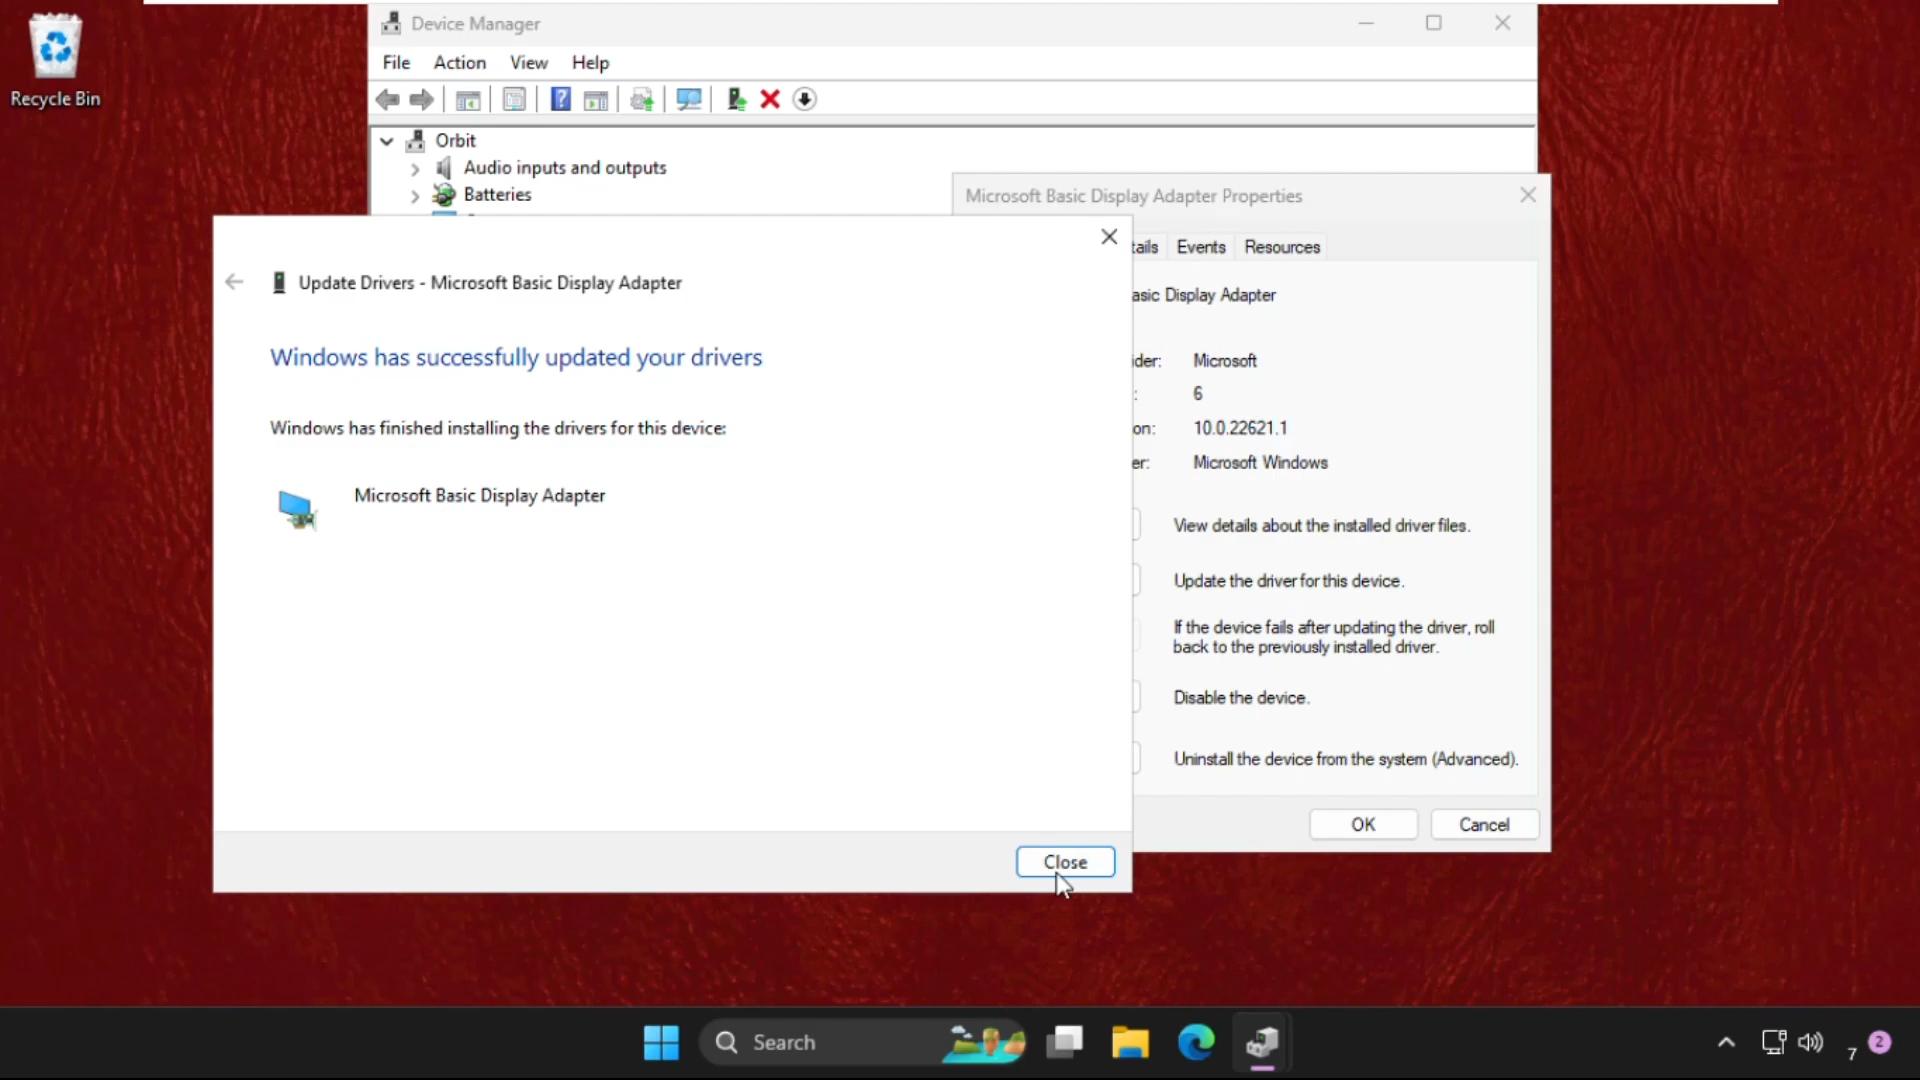 Recycle Bin
Device Manager
File Action View Help
Orbit
Audio inputs and outputs
Batteries
Update Drivers - Microsoft Basic Display Adapter
Windows has successfully updated your drivers
Windows has finished installing the drivers for this device:
Microsoft Basic Display Adapter
Close
Microsoft Basic Display Adapter Properties
tails Events Resources
asic Display Adapter
ider: Microsoft
: 6
on: 10.0.22621.1
er: Microsoft Windows
View details about the installed driver files.
Update the driver for this device.
If the device fails after updating the driver, roll
back to the previously installed driver.
Disable the device.
Uninstall the device from the system (Advanced).
OK Cancel
Search
7 2